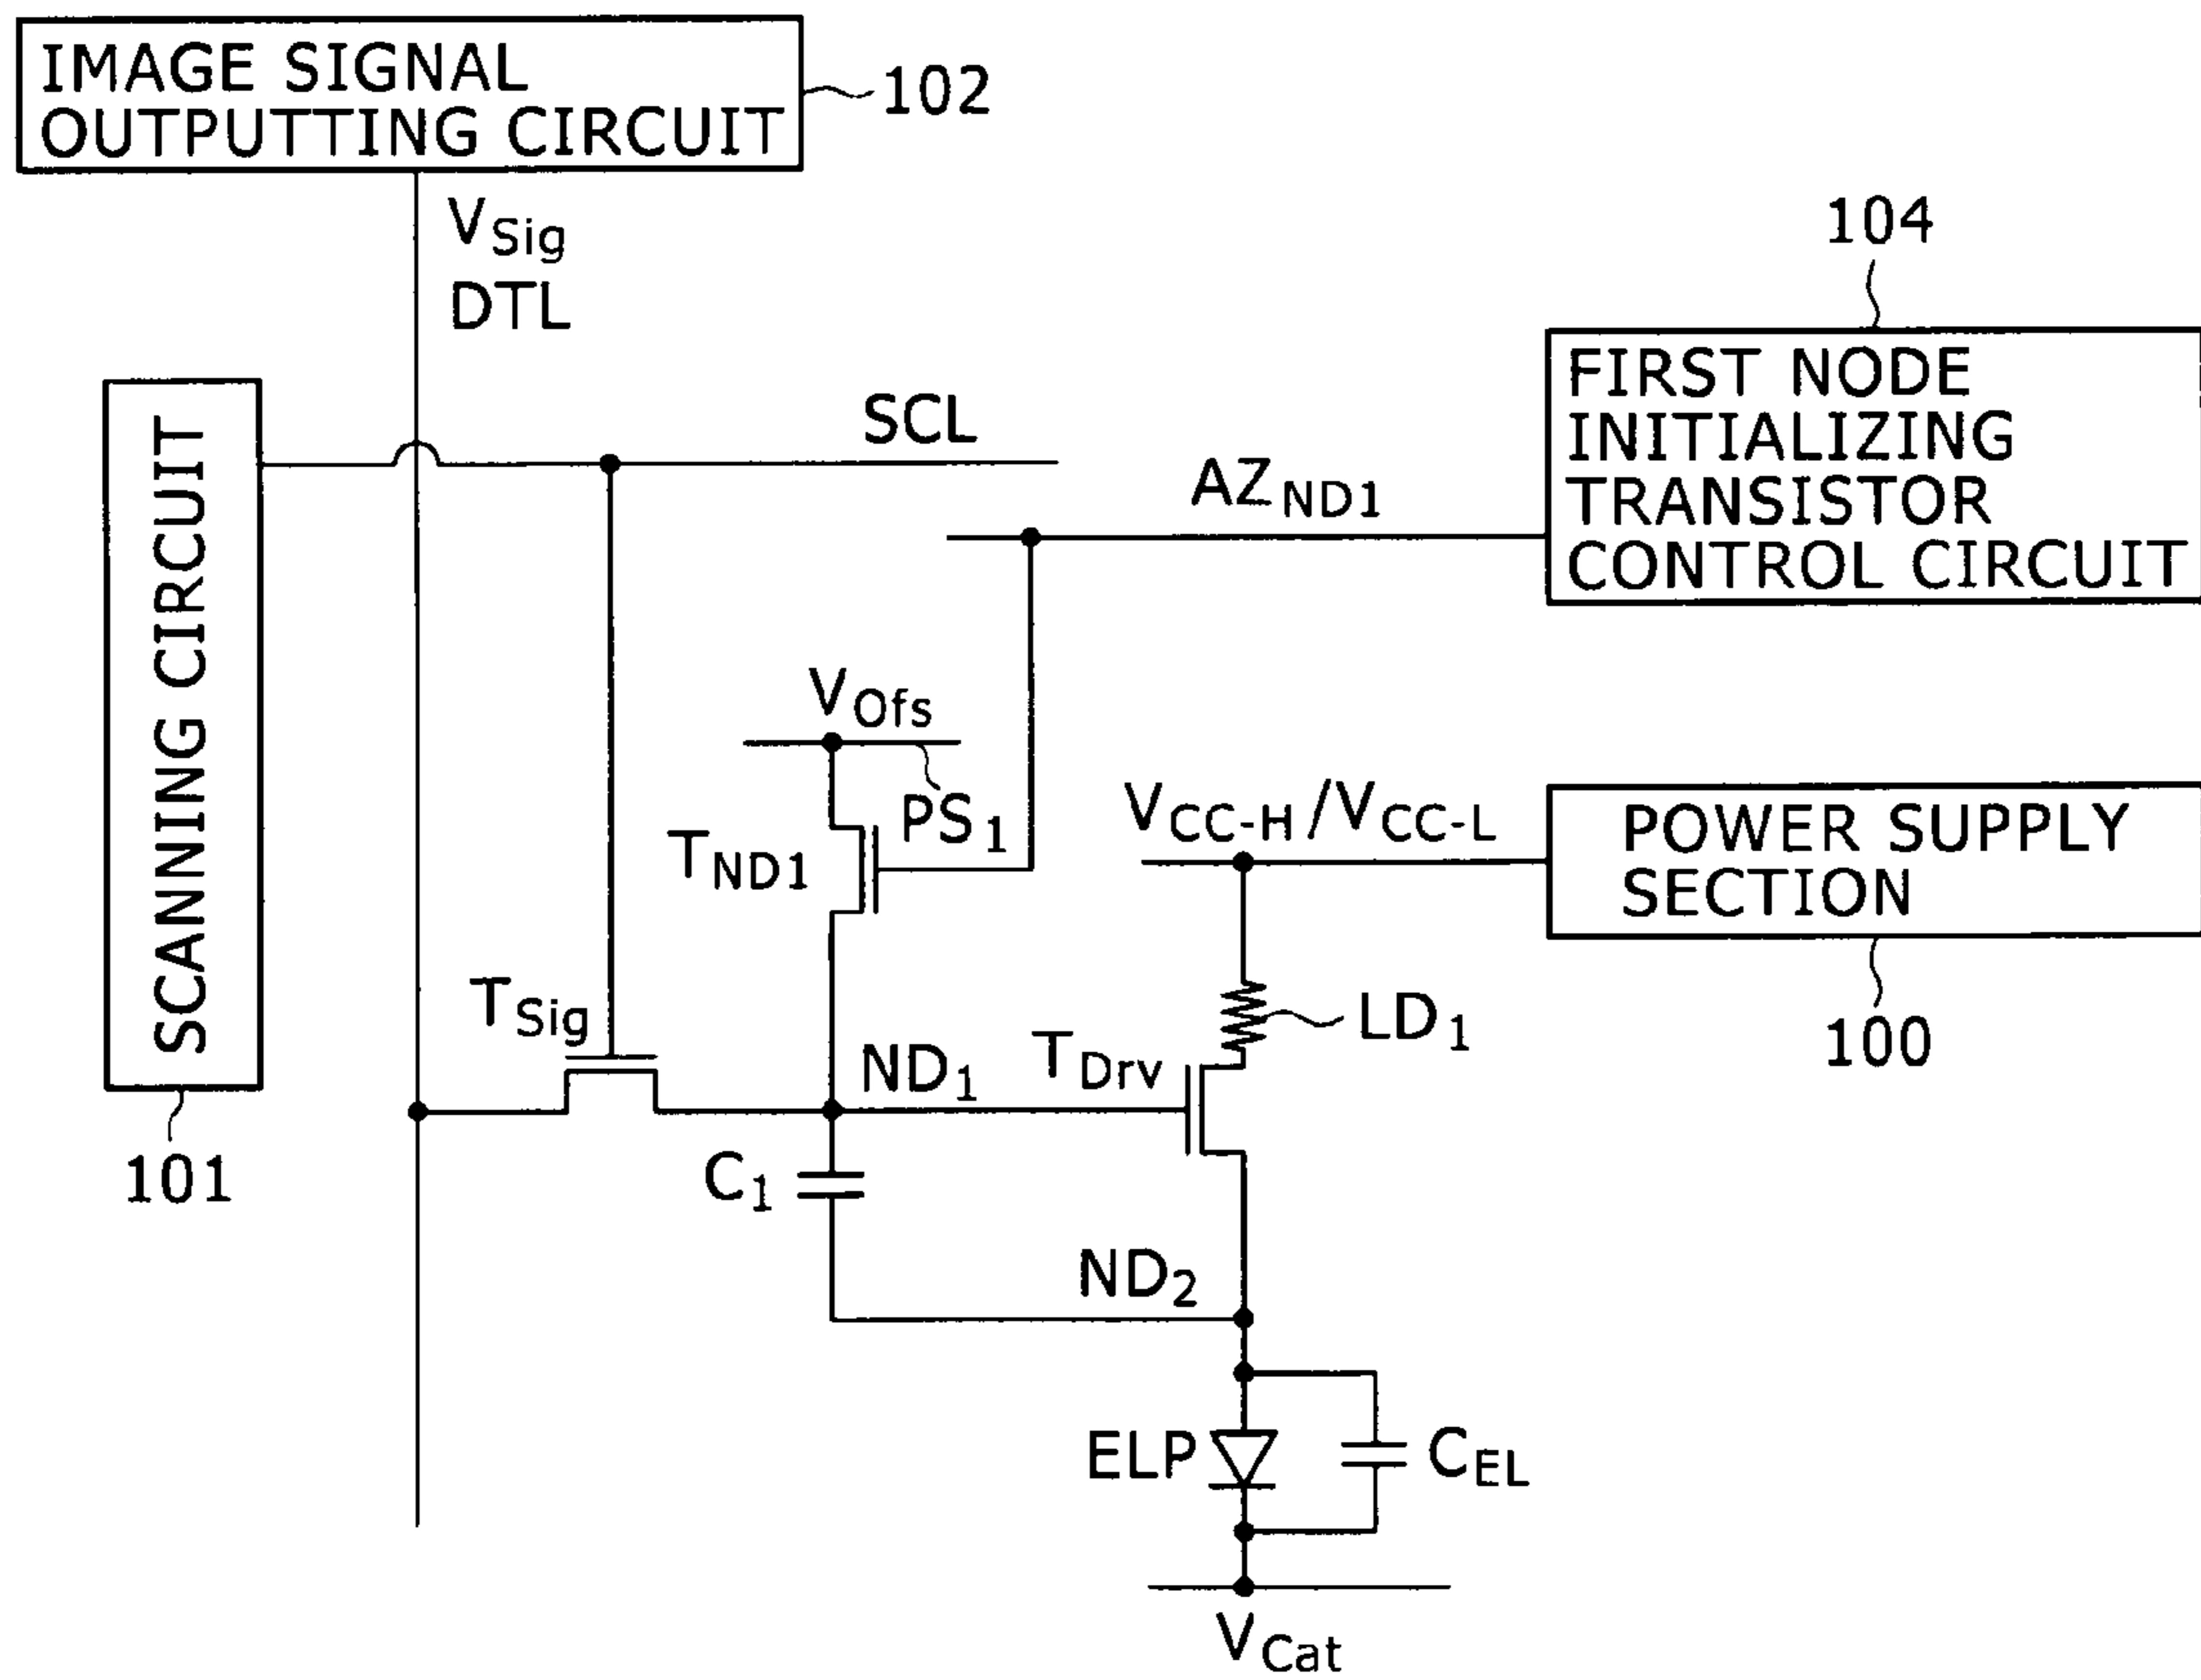 IMAGE SIGNAL
OUTPUTTING CIRCUIT
102
VSig
DTL
104
FIRST NODE
INITIALIZING
TRANSISTOR
CONTROL CIRCUIT
SCL
AZND1
SCANNING CIRCUIT
101
VOfs
PS1
TND1
VCC-H/VCC-L
POWER SUPPLY
SECTION
100
LD1
TSig
ND1
TDrv
C1
ND2
ELP
CEL
VCat